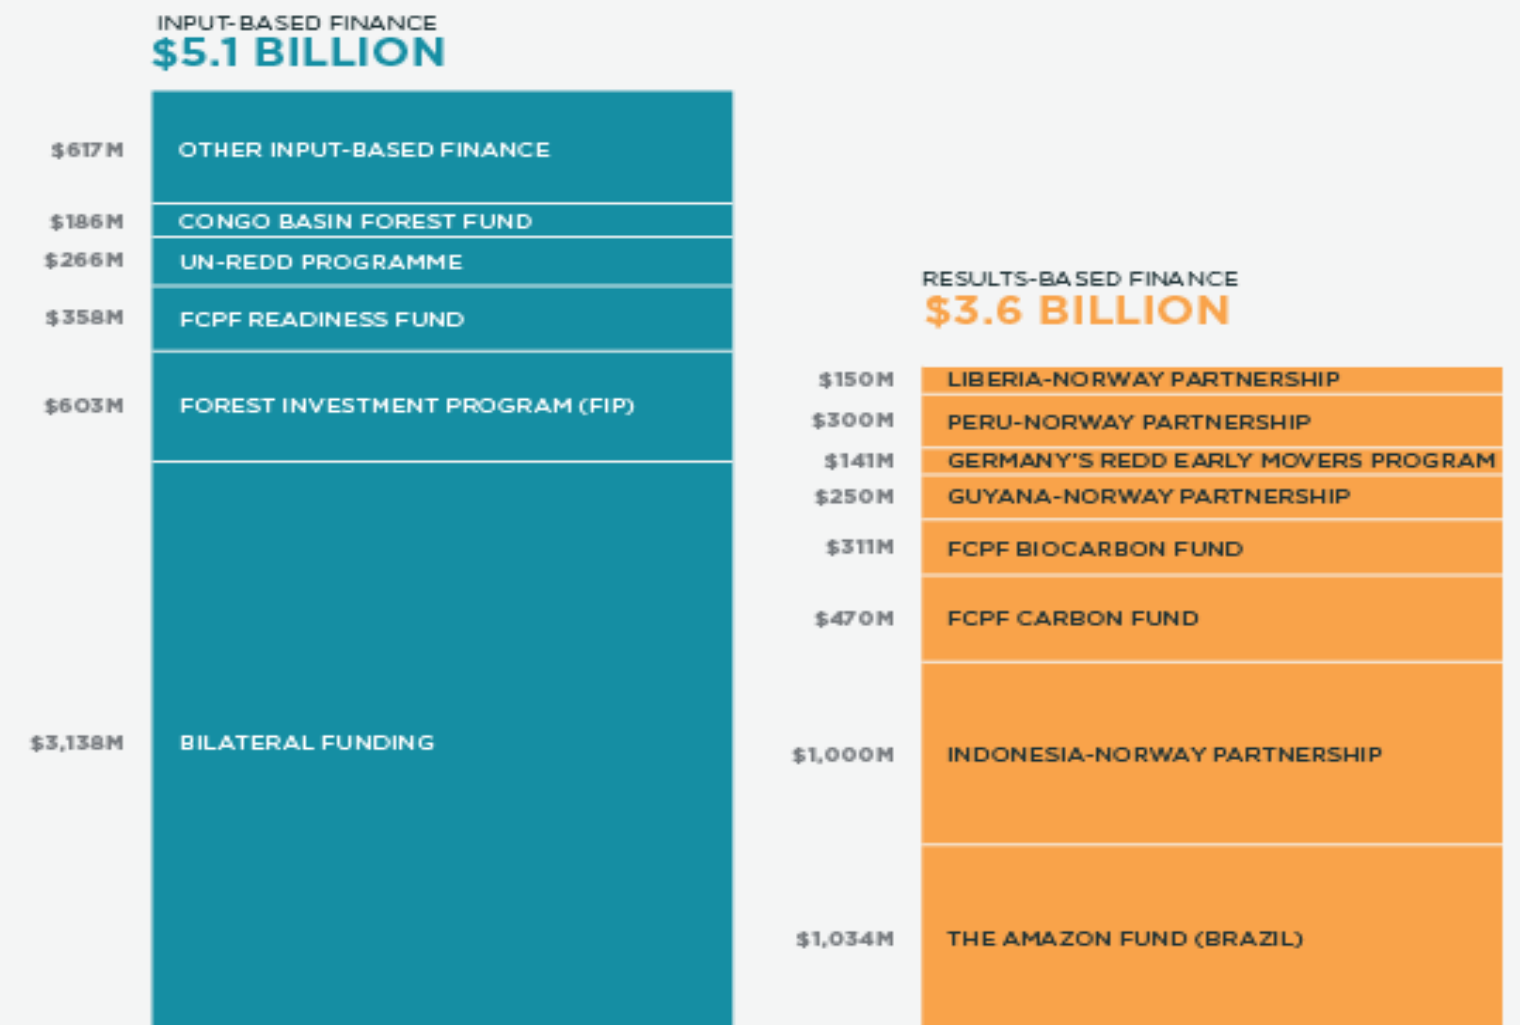 INPUT-BASED FINANCE
$5.1 BILLION
$617M OTHER INPUT-BASED FINANCE
$186M CONGO BASIN FOREST FUND
$266M UN-REDD PROGRAMME
$358M FCPF READINESS FUND
$603M FOREST INVESTMENT PROGRAM (FIP)
$3,138M BILATERAL FUNDING
RESULTS-BASED FINANCE
$3.6 BILLION
$150M LIBERIA-NORWAY PARTNERSHIP
$300M PERU-NORWAY PARTNERSHIP
$141M GERMANY'S REDD EARLY MOVERS PROGRAM
$250M GUYANA-NORWAY PARTNERSHIP
$311M FCPF BIOCARBON FUND
$470M FCPF CARBON FUND
$1,000M INDONESIA-NORWAY PARTNERSHIP
$1,034M THE AMAZON FUND (BRAZIL)